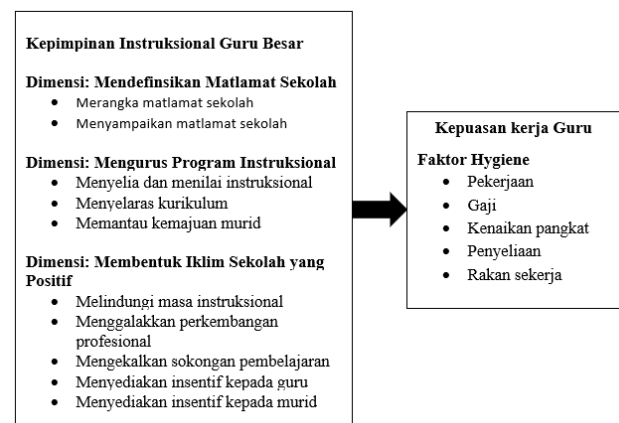 Kepimpinan Instruksional Guru Besar
Dimensi: Mendefinsikan Matlamat Sekolah
• Merangka matlamat sekolah
• Menyampaikan matlamat sekolah
Dimensi: Mengurus Program Instruksional
• Menyelia dan menilai instruksional
• Menyelaras kurikulum
• Memantau kemajuan murid
Dimensi: Membentuk Iklim Sekolah yang
Positif
• Melindungi masa instruksional
• Menggalakkan perkembangan
profesional
• Mengekalkan sokongan pembelajaran
• Menyediakan insentif kepada guru
• Menyediakan insentif kepada murid
Kepuasan kerja Guru
Faktor Hygiene
• Pekerjaan
• Gaji
• Kenaikan pangkat
• Penyeliaan
• Rakan sekerja